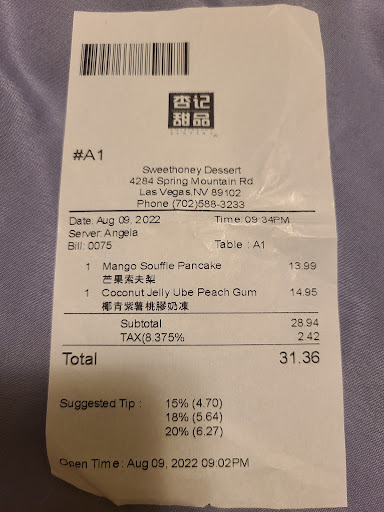 杏记
甜品
#A1
Sweethoney Dessert
4284 Spring Mountain Rd
Las Vegas,NV 89102
Phone (702)588-3233
Date: Aug 09, 2022 Time: 09:34PM
Server: Angela
Bill: 0075 Table : A1
1 Mango Souffle Pancake 13.99
芒果索夫梨
1 Coconut Jelly Ube Peach Gum 14.95
椰青紫薯桃膠奶凍
Subtotal 28.94
TAX(8.375% 2.42
Total 31.36
Suggested Tip : 15% (4.70)
18% (5.64)
20% (6.27)
Open Time : Aug 09, 2022 09:02PM